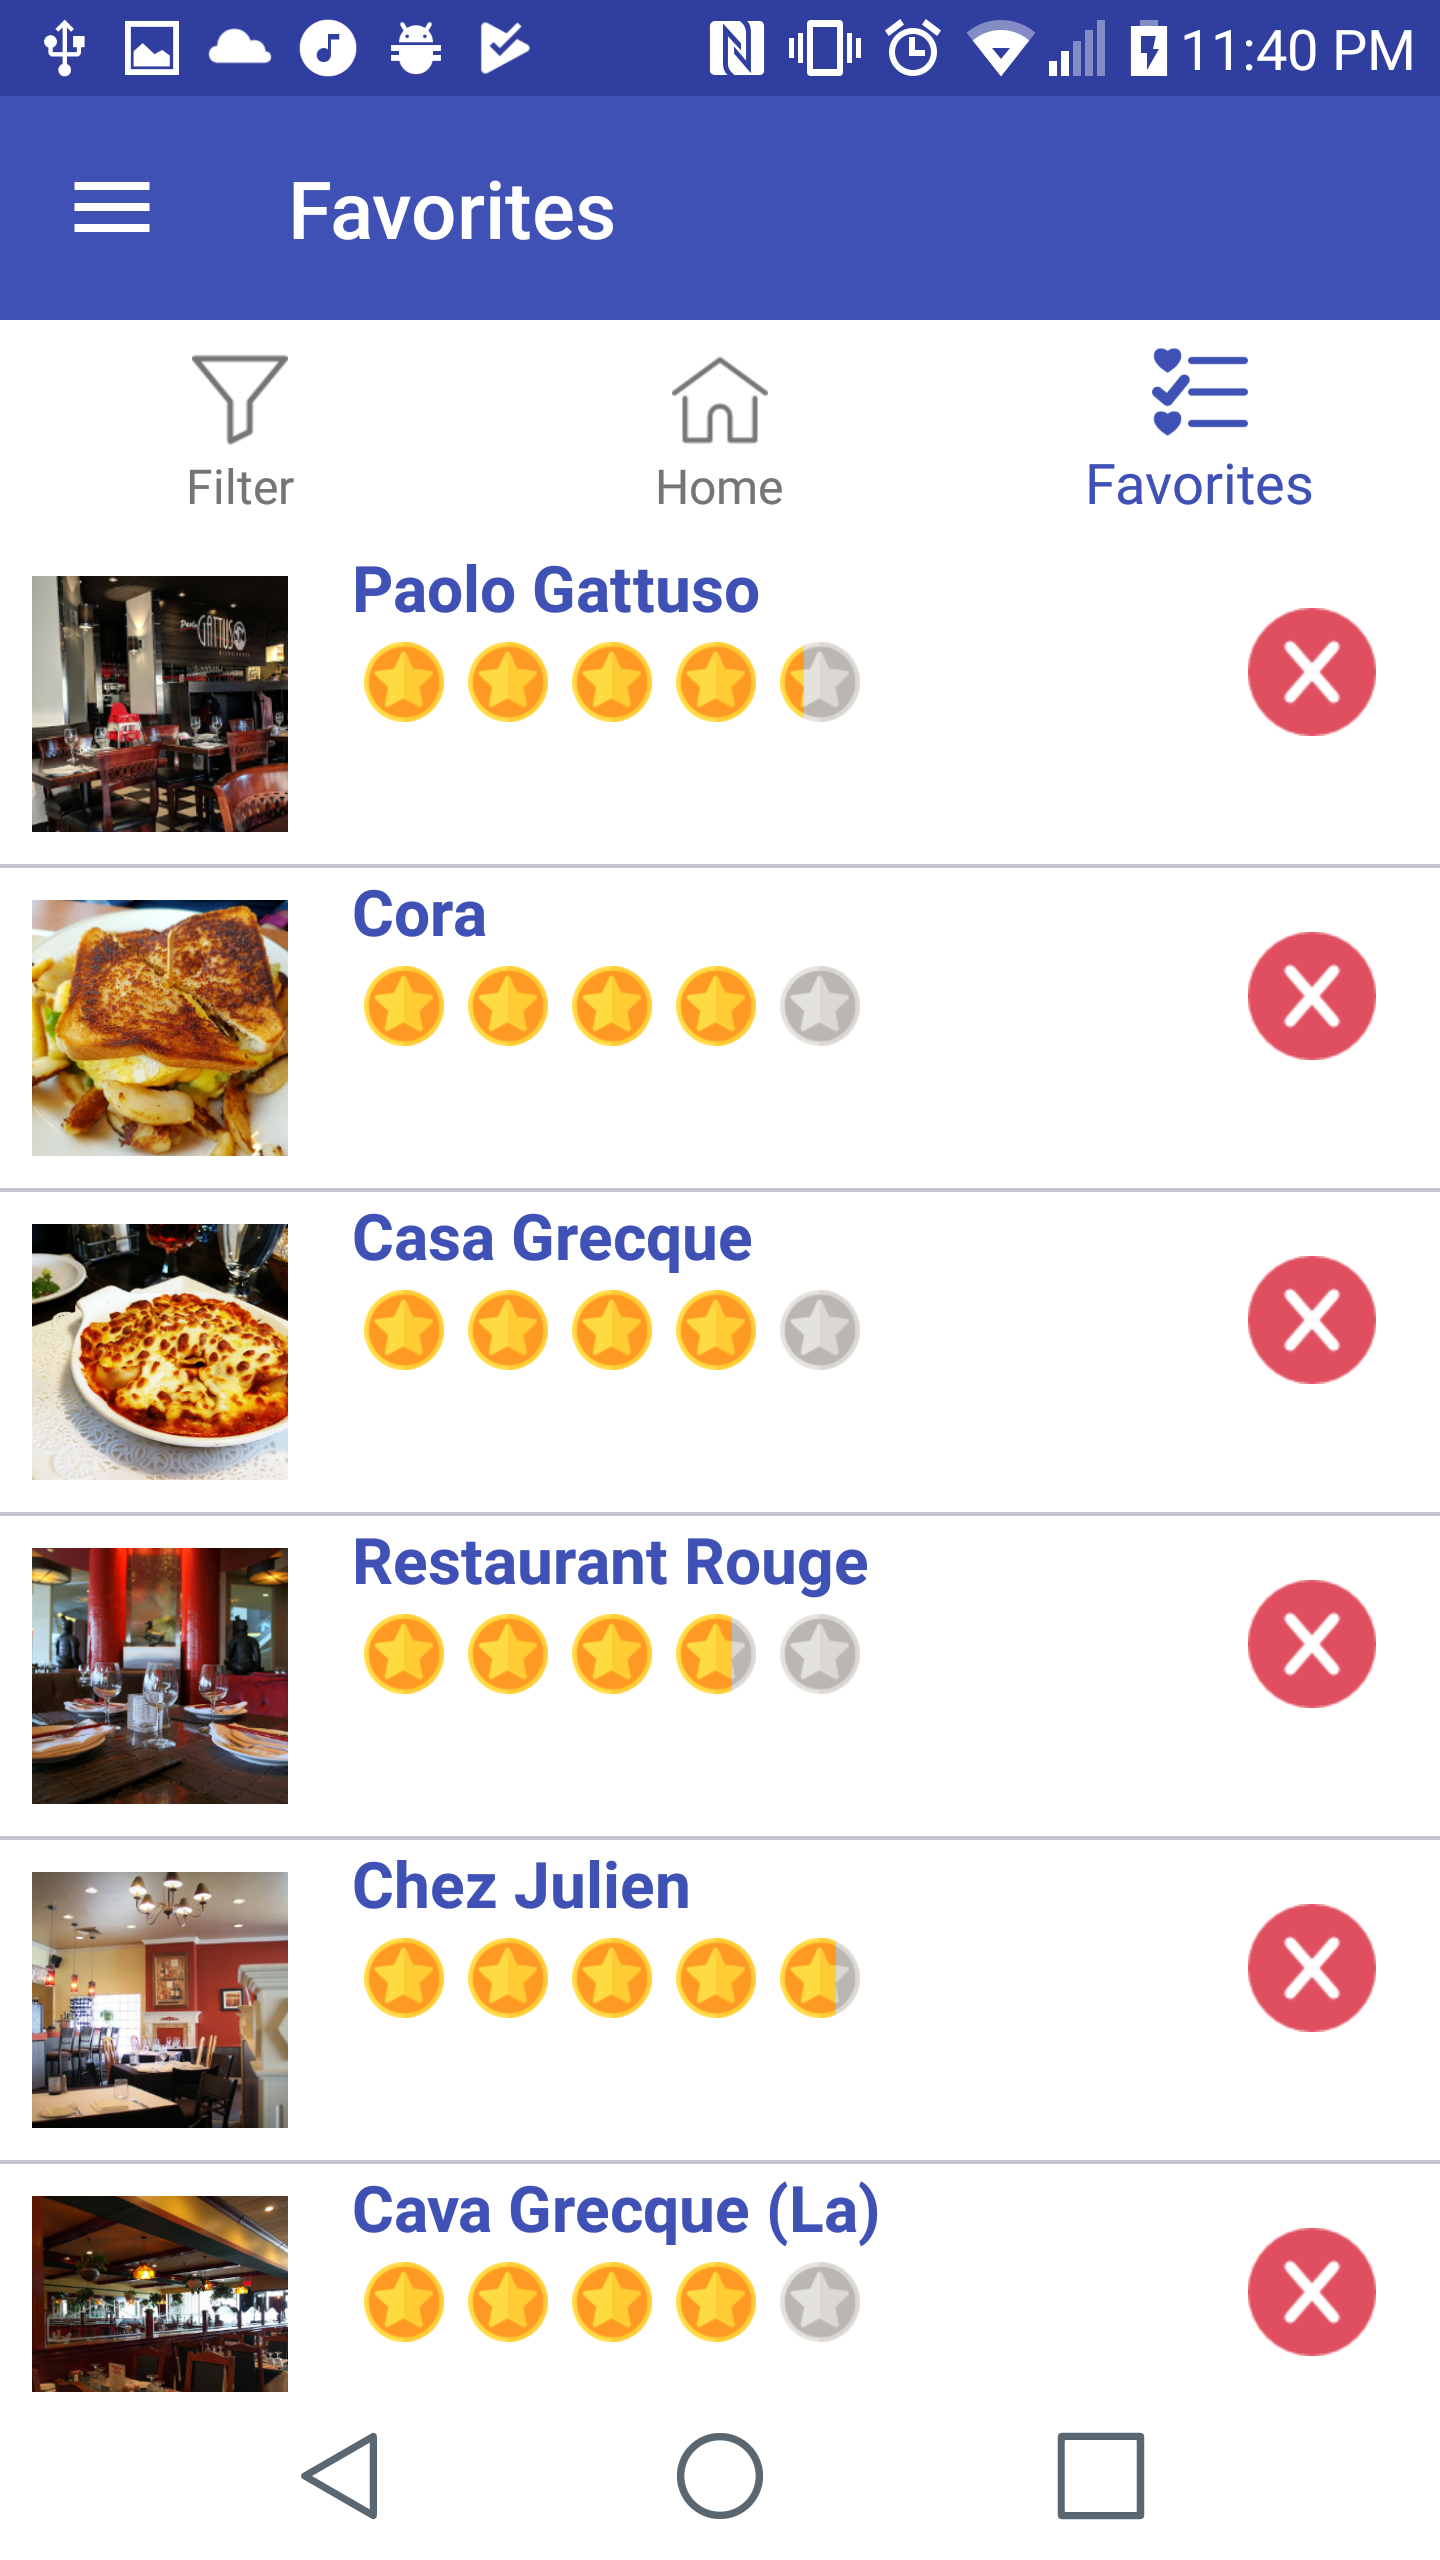 11:40 PM
Favorites
Filter
Home
Favorites
Paolo Gattuso
GATTUSO
Cora
Casa Grecque
Restaurant Rouge
Chez Julien
Cava Grecque (La)